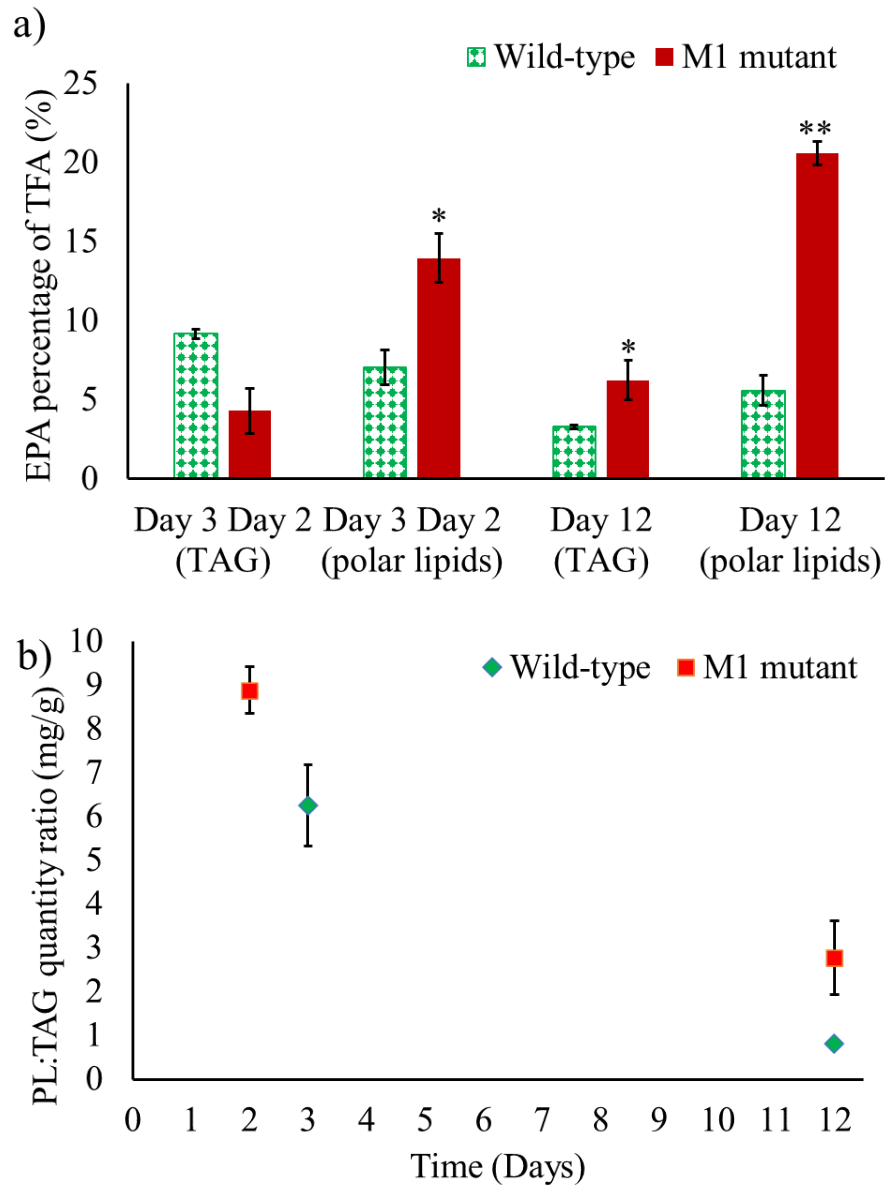 a)
Wild-type M1 mutant
EPA percentage of TFA (%)
25
20
15
10
5
0
*
**
*
Day 3 Day 2 Day 3 Day 2 Day 12 Day 12
(TAG) (polar lipids) (TAG) (polar lipids)
b)
Wild-type M1 mutant
PL:TAG quantity ratio (mg/g)
10
9
8
7
6
5
4
3
2
1
0
0 1 2 3 4 5 6 7 8 9 10 11 12
Time (Days)